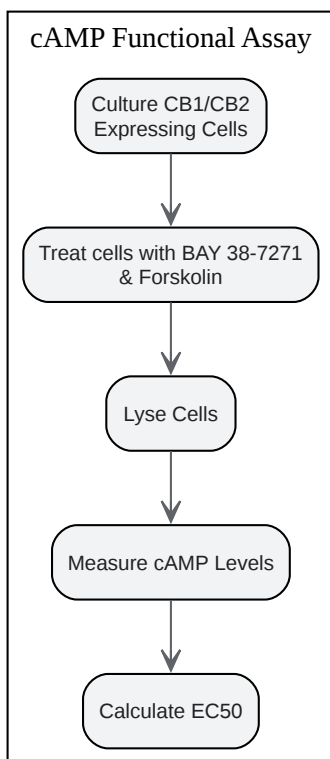 cAMP Functional Assay
Culture CB1/CB2
Expressing Cells
Treat cells with BAY 38-7271
& Forskolin
Lyse Cells
Measure cAMP Levels
Calculate EC50